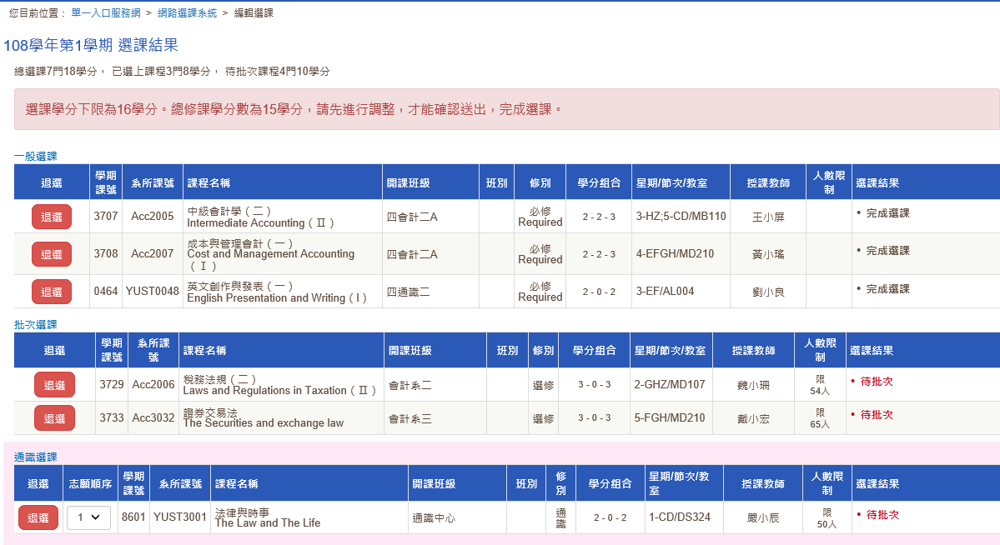 您目前位置： 單一入口服務網 > 網路選課系統 > 編輯選課
108學年第1學期 選課結果
總選課7門18學分， 已選上課程3門8學分， 待批次課程4門10學分
選課學分下限為16學分。總修課學分數為15學分，請先進行調整，才能確認送出，完成選課。
一般選課
退選 學期課號 系所課號 課程名稱 開課班級 班別 修別 學分組合 星期/節次/教室 授課教師 人數限制 選課結果
退選 3707 Acc2005 中級會計學（二） 四會計二A 必修 2 - 2 - 3 3-HZ;5-CD/MB110 王小屏 • 完成選課
Intermediate Accounting（Ⅱ） Required
退選 3708 Acc2007 成本與管理會計（一） 四會計二A 必修 2 - 2 - 3 4-EFGH/MD210 黃小瑤 • 完成選課
Cost and Management Accounting Required
（Ⅰ）
退選 0464 YUST0048 英文創作與發表（一） 四通識二 必修 2 - 0 - 2 3-EF/AL004 劉小良 • 完成選課
English Presentation and Writing（I） Required
批次選課
退選 學期課號 系所課號 課程名稱 開課班級 班別 修別 學分組合 星期/節次/教室 授課教師 人數限制 選課結果
退選 3729 Acc2006 稅務法規（二） 會計系二 選修 3 - 0 - 3 2-GHZ/MD107 魏小珊 限 • 待批次
Laws and Regulations in Taxation（Ⅱ） 54人
退選 3733 Acc3032 證券交易法 會計系三 選修 3 - 0 - 3 5-FGH/MD210 戴小宏 限 • 待批次
The Securities and exchange law 65人
通識選課
退選 志願順序 學期課號 系所課號 課程名稱 開課班級 班別 修別 學分組合 星期/節次/教室 授課教師 人數限制 選課結果
退選 1 8601 YUST3001 法律與時事 通識中心 通識 2 - 0 - 2 1-CD/DS324 嚴小辰 限 • 待批次
The Law and The Life 50人